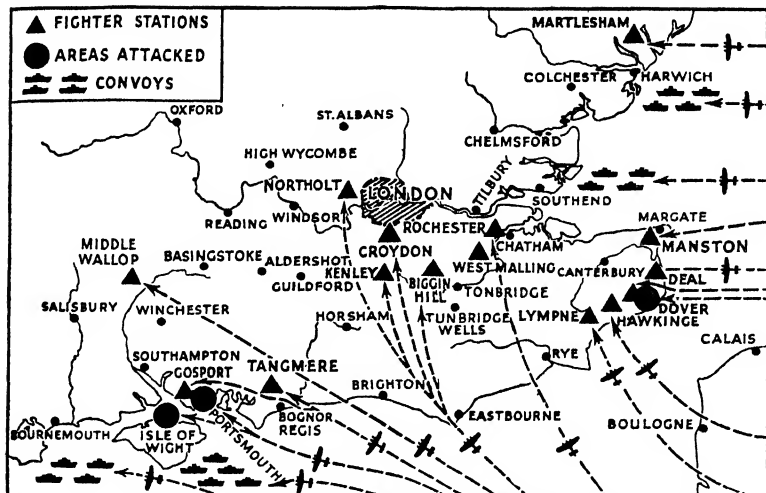 FIGHTER STATIONS
AREAS ATTACKED
CONVOYS
MARTLESHAM
COLCHESTER
HARWICH
OXFORD
ST. ALBANS
CHELMSFORD
HIGH WYCOMBE
NORTHOLT
LONDON
TILBURY
SOUTHEND
READING
WINDSOR
ROCHESTER
MARGATE
MIDDLE
WALLOP
CROYDON
CHATHAM
MANSTON
BASINGSTOKE
ALDERSHOT
KENLEY
WEST MALLING
CANTERBURY
GUILDFORD
BIGGIN
HILL
TONBRIDGE
DEAL
SALISBURY
WINCHESTER
HORSHAM
TUNBRIDGE
WELLS
LYMPNE
DOVER
HAWKINGE
CALAIS
SOUTHAMPTON
GOSPORT
TANGMERE
RYE
BRIGHTON
BOGNOR
REGIS
EASTBOURNE
BOULOGNE
BOURNEMOUTH
ISLE OF
WIGHT
PORTSMOUTH